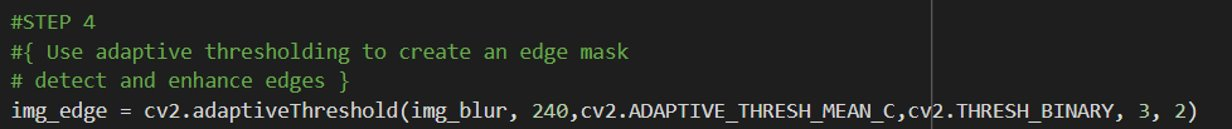 #STEP 4
#{ Use adaptive thresholding to create an edge mask
# detect and enhance edges }
img_edge = cv2.adaptiveThreshold(img_blur, 240,cv2.ADAPTIVE_THRESH_MEAN_C,cv2.THRESH_BINARY, 3, 2)